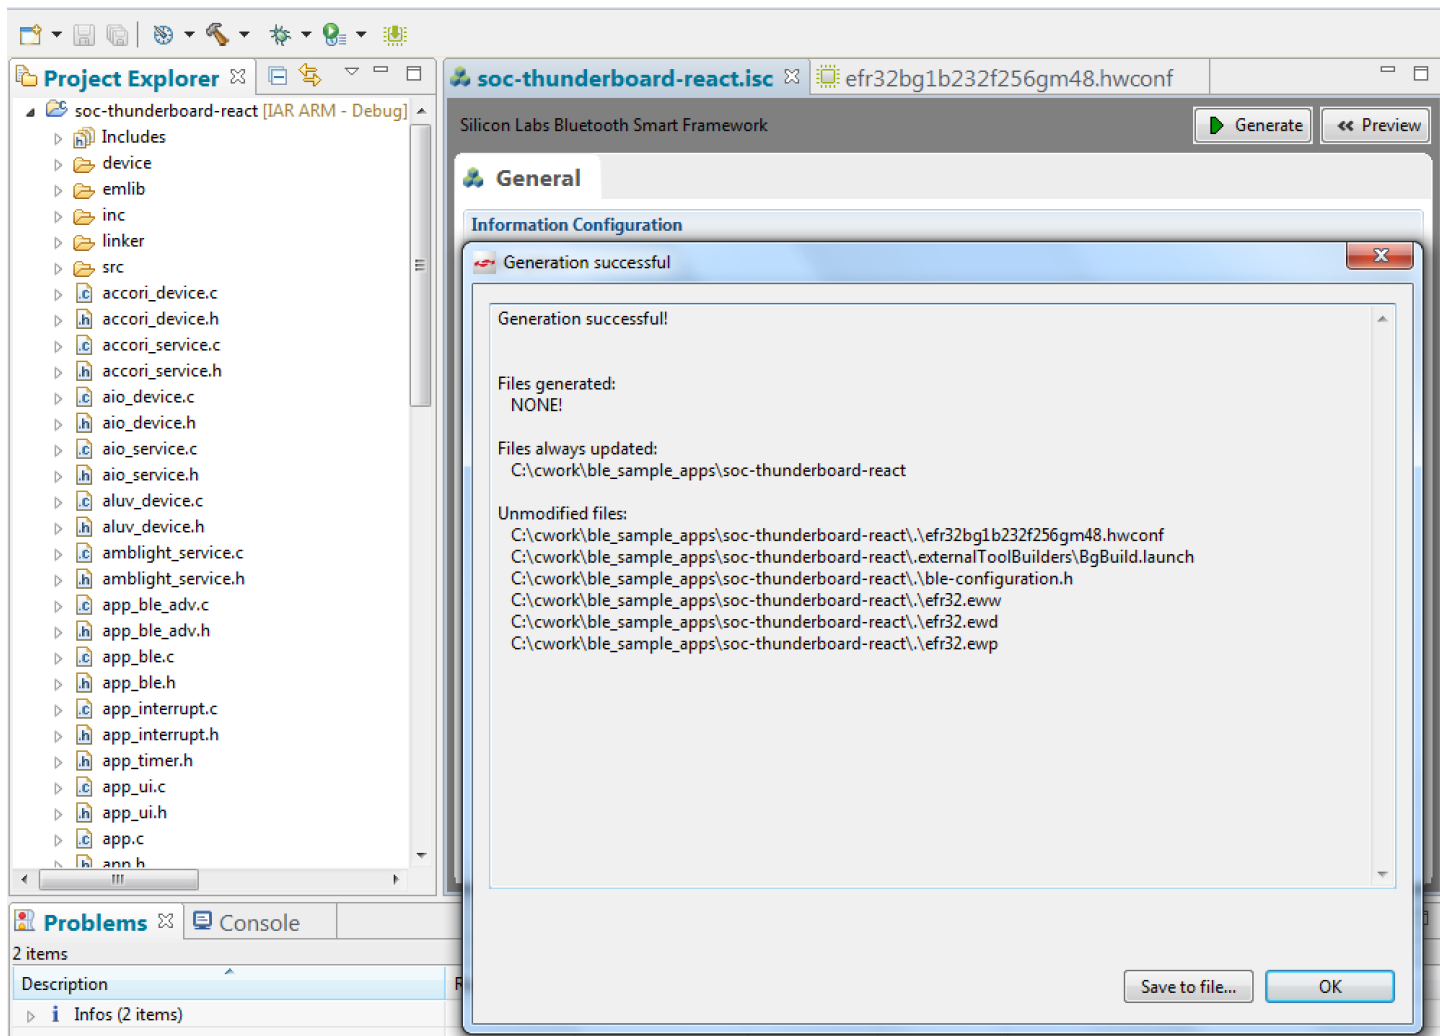 Project Explorer
soc-thunderboard-react.isc
efr32bg1b232f256gm48.hwconf
soc-thunderboard-react [IAR ARM - Debug]
Includes
device
emlib
inc
linker
src
accori_device.c
accori_device.h
accori_service.c
accori_service.h
aio_device.c
aio_device.h
aio_service.c
aio_service.h
aluv_device.c
aluv_device.h
amblight_service.c
amblight_service.h
app_ble_adv.c
app_ble_adv.h
app_ble.c
app_ble.h
app_interrupt.c
app_interrupt.h
app_timer.h
app_ui.c
app_ui.h
app.c
app.h
Silicon Labs Bluetooth Smart Framework
Generate
Preview
General
Information Configuration
Generation successful
Generation successful!
Files generated:
NONE!
Files always updated:
C:\cwork\ble_sample_apps\soc-thunderboard-react
Unmodified files:
C:\cwork\ble_sample_apps\soc-thunderboard-react\.\efr32bg1b232f256gm48.hwconf
C:\cwork\ble_sample_apps\soc-thunderboard-react\.externalToolBuilders\BgBuild.launch
C:\cwork\ble_sample_apps\soc-thunderboard-react\.\ble-configuration.h
C:\cwork\ble_sample_apps\soc-thunderboard-react\.\efr32.eww
C:\cwork\ble_sample_apps\soc-thunderboard-react\.\efr32.ewd
C:\cwork\ble_sample_apps\soc-thunderboard-react\.\efr32.ewp
Save to file...
OK
Problems
Console
2 items
Description
Infos (2 items)